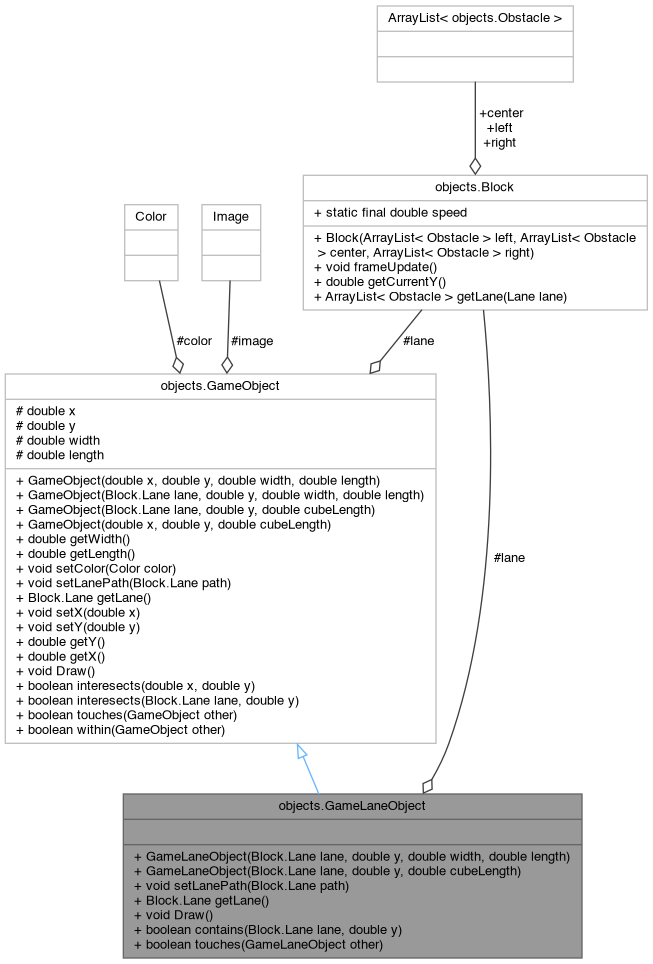 ArrayList< objects.Obstacle >
+center
+left
+right
objects.Block
+ static final double speed
+ Block(ArrayList< Obstacle > left, ArrayList< Obstacle
> center, ArrayList< Obstacle > right)
+ void frameUpdate()
+ double getCurrentY()
+ ArrayList< Obstacle > getLane(Lane lane)
Color
Image
#color
#image
#lane
objects.GameObject
# double x
# double y
# double width
# double length
+ GameObject(double x, double y, double width, double length)
+ GameObject(Block.Lane lane, double y, double width, double length)
+ GameObject(Block.Lane lane, double y, double cubeLength)
+ GameObject(double x, double y, double cubeLength)
+ double getWidth()
+ double getLength()
+ void setColor(Color color)
+ void setLanePath(Block.Lane path)
+ Block.Lane getLane()
+ void setX(double x)
+ void setY(double y)
+ double getY()
+ double getX()
+ void Draw()
+ boolean interesects(double x, double y)
+ boolean interesects(Block.Lane lane, double y)
+ boolean touches(GameObject other)
+ boolean within(GameObject other)
#lane
objects.GameLaneObject
+ GameLaneObject(Block.Lane lane, double y, double width, double length)
+ GameLaneObject(Block.Lane lane, double y, double cubeLength)
+ void setLanePath(Block.Lane path)
+ Block.Lane getLane()
+ void Draw()
+ boolean contains(Block.Lane lane, double y)
+ boolean touches(GameLaneObject other)